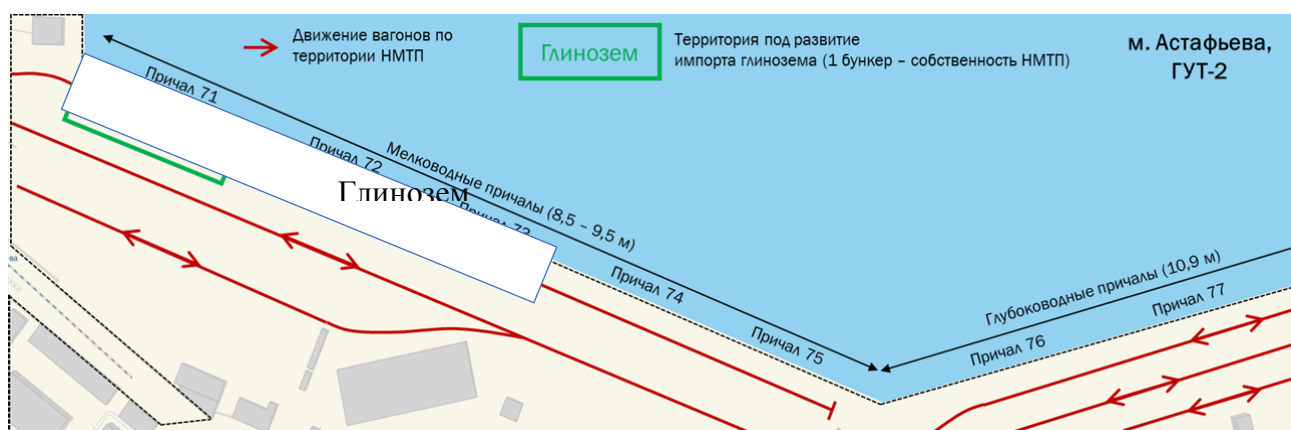 Движение вагонов по
территории НМТП
Глинозем
Территория под развитие
импорта глинозема (1 бункер – собственность НМТП)
м. Астафьева,
ГУТ-2
Причал 71
Причал 72
Мелководные причалы (8,5 – 9,5 м)
Глинозем
Причал 73
Причал 74
Причал 75
Глубоководные причалы (10,9 м)
Причал 76
Причал 77